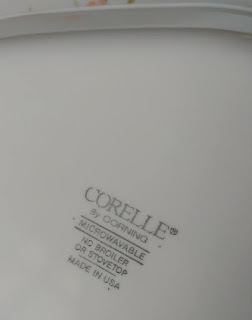 CORELLE®
By CORNING
MICROWAVABLE
NO BROILER
OR STOVETOP
MADE IN USA